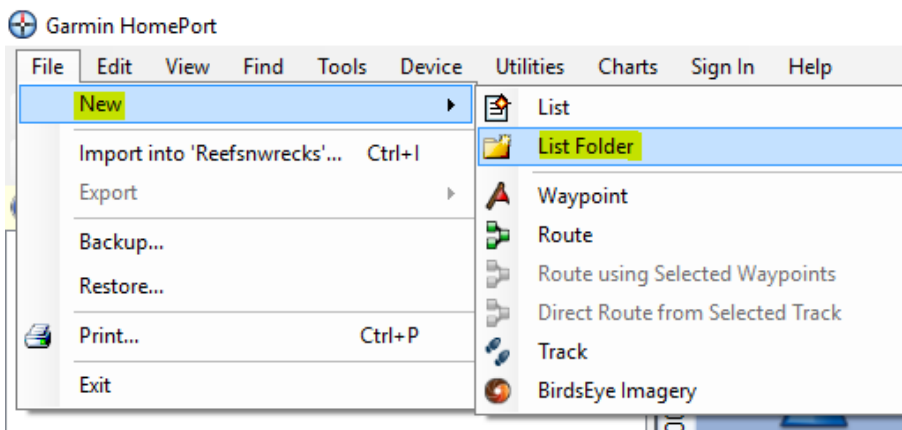 Garmin HomePort
File Edit View Find Tools Device Utilities Charts Sign In Help
New
Import into 'Reefsnwrecks'... Ctrl+I
Export
Backup...
Restore...
Print... Ctrl+P
Exit
List
List Folder
Waypoint
Route
Route using Selected Waypoints
Direct Route from Selected Track
Track
BirdsEye Imagery